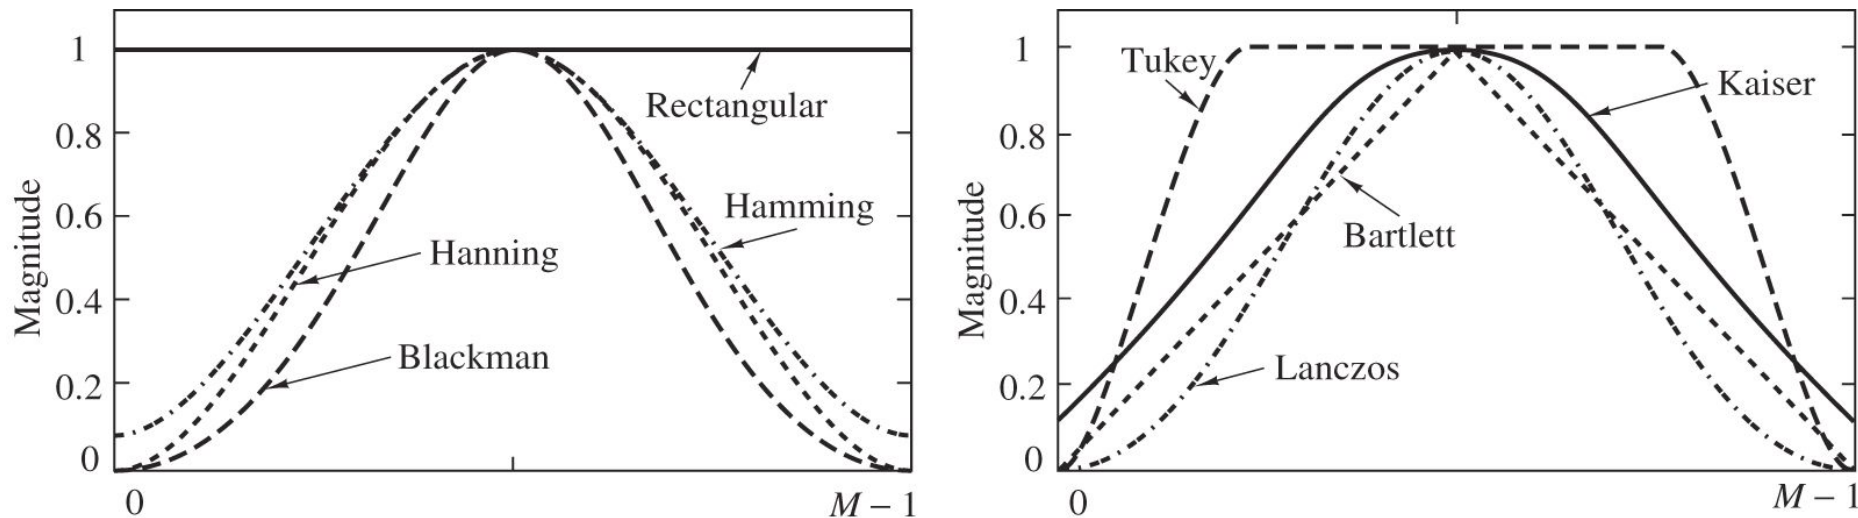 Magnitude
1
0.8
0.6
0.4
0.2
0
0
M – 1
Rectangular
Hamming
Hanning
Blackman
Magnitude
1
0.8
0.6
0.4
0.2
0
0
M – 1
Tukey
Kaiser
Bartlett
Lanczos